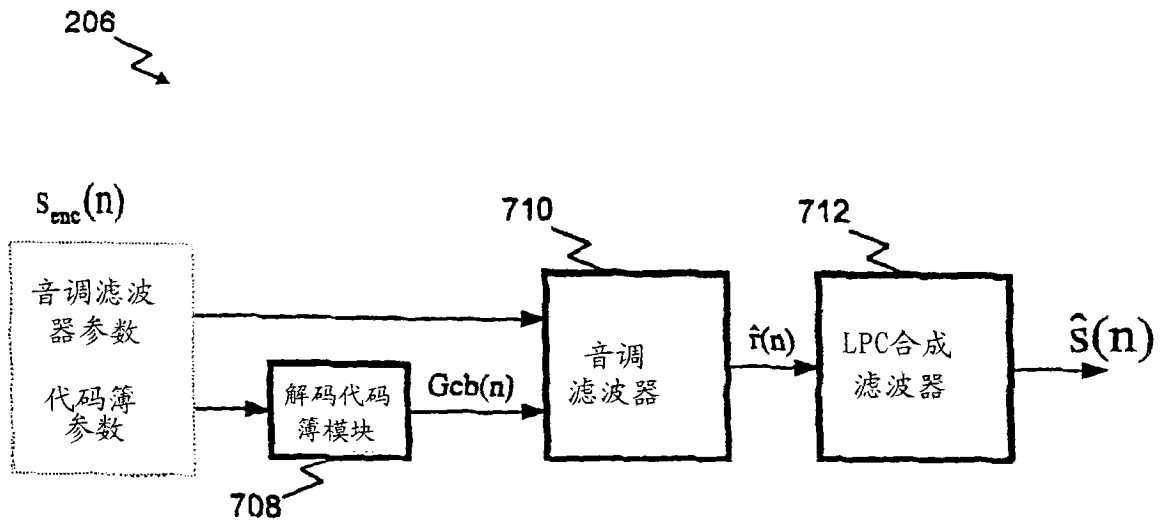 206
s_enc(n)
音调滤波
器参数
代码簿
参数
解码代码
簿模块
708
Gcb(n)
710
音调
滤波器
r̂(n)
712
LPC合成
滤波器
ŝ(n)